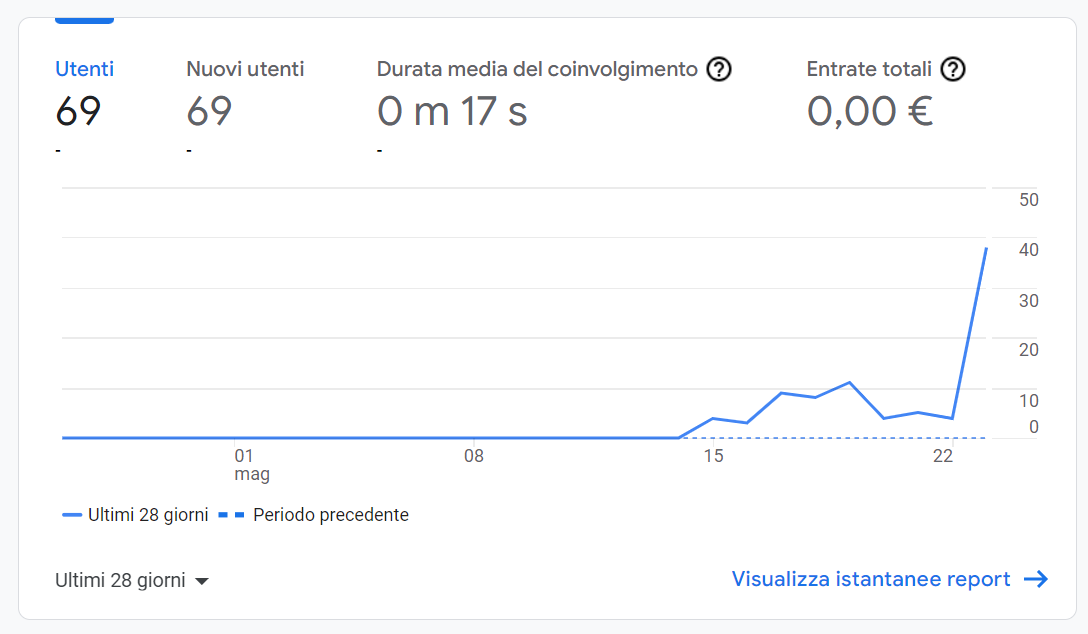 Utenti
69
-
Nuovi utenti
69
-
Durata media del coinvolgimento ?
0 m 17 s
-
Entrate totali ?
0,00 €
50
40
30
20
10
0
01
mag
08
15
22
Ultimi 28 giorni
Periodo precedente
Ultimi 28 giorni
Visualizza istantanee report